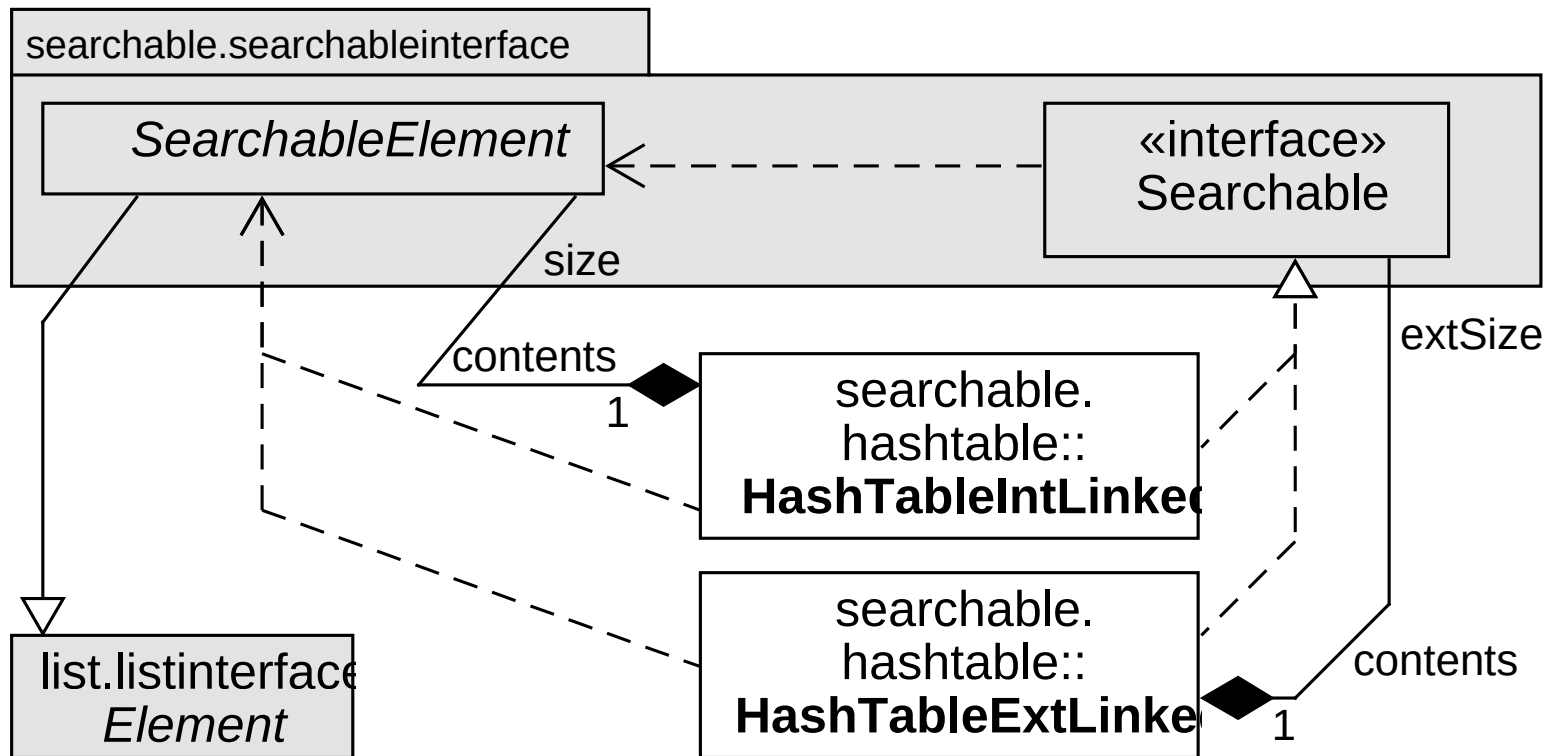 searchable.searchableinterface
SearchableElement
«interface»
Searchable
size
extSize
contents
1
searchable.
hashtable::
HashTableIntLinked
searchable.
hashtable::
HashTableExtLinke
contents
1
list.listinterface
Element